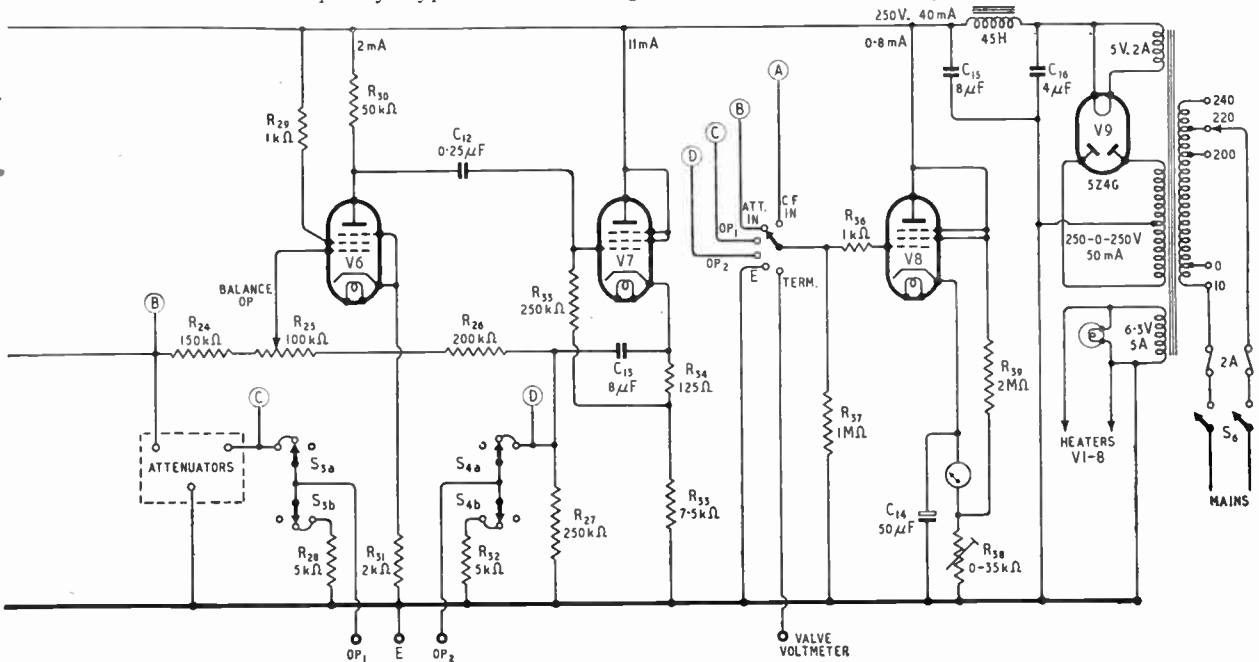 250V. 40mA
45H
5V. 2A
2mA
11mA
0·8mA
R30
50kΩ
R29
1kΩ
C12
0·25μF
A
B
C
D
ATT. IN
C F IN
OP1
OP2
E
TERM.
C15
8μF
C16
4μF
V9
5Z4G
240
220
200
250-0-250V
50mA
0
10
V6
V7
V8
R36
1kΩ
R33
250kΩ
BALANCE OP
B
R24
150kΩ
R25
100kΩ
R26
200kΩ
C13
8μF
R34
125Ω
R39
2MΩ
6·3V
5A
2A
C
D
ATTENUATORS
S3a
S3b
S4a
S4b
R37
1MΩ
HEATERS
V1-8
S6
MAINS
R28
5kΩ
R31
2kΩ
R32
5kΩ
R27
250kΩ
R33
7·5kΩ
C14
50μF
R38
0-35kΩ
OP1
E
OP2
VALVE
VOLTMETER